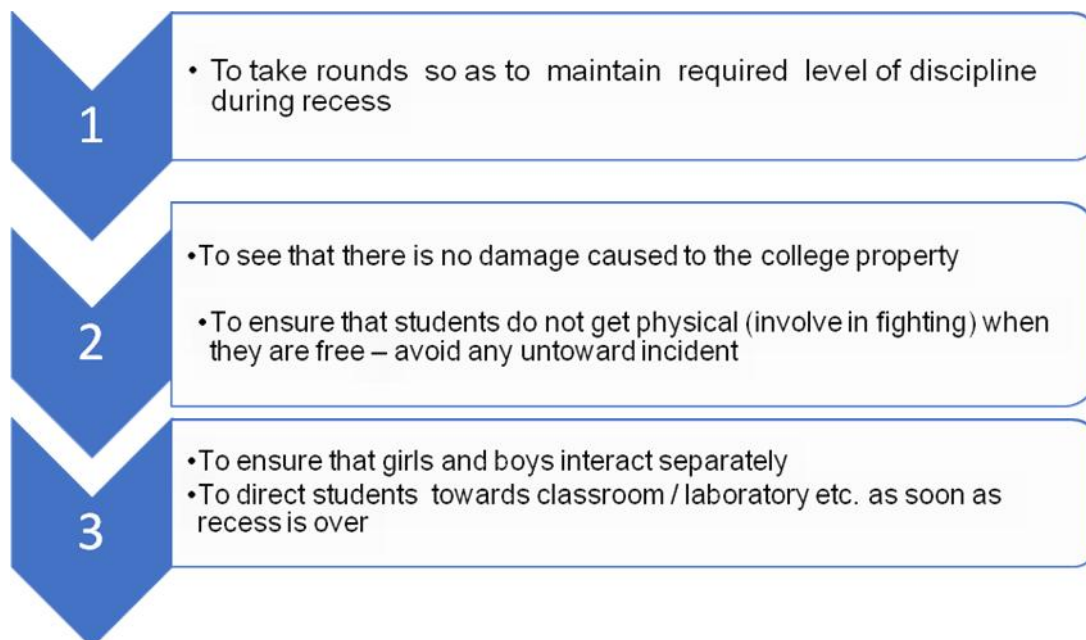 1
• To take rounds so as to maintain required level of discipline
during recess
2
•To see that there is no damage caused to the college property
•To ensure that students do not get physical (involve in fighting) when
they are free – avoid any untoward incident
3
•To ensure that girls and boys interact separately
•To direct students towards classroom / laboratory etc. as soon as
recess is over